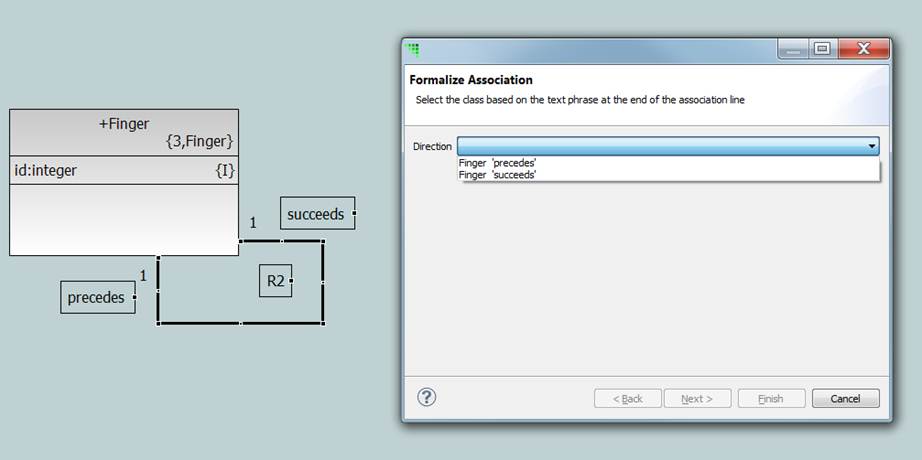 +Finger
{3,Finger}
id:integer {I}
1
succeeds
R2
1
precedes
Formalize Association
Select the class based on the text phrase at the end of the association line
Direction
Finger 'precedes'
Finger 'succeeds'
?
< Back
Next >
Finish
Cancel